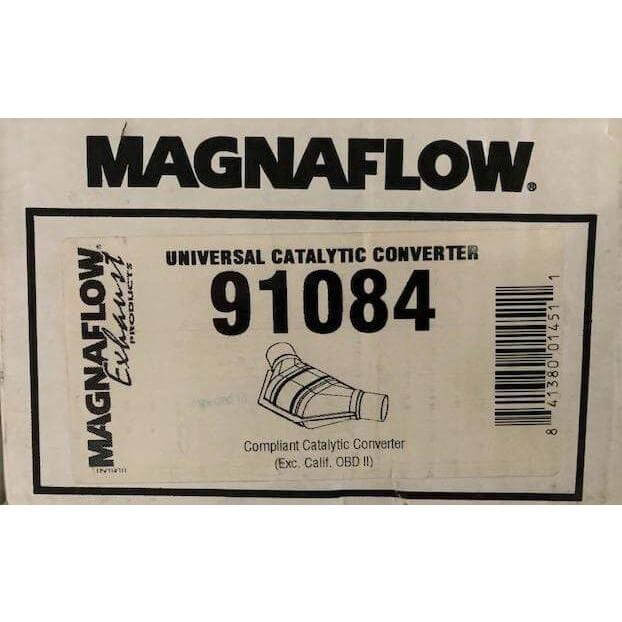 MAGNAFLOW®
UNIVERSAL CATALYTIC CONVERTER
91084
MAGNAFLOW®
Exhaust
PRODUCTS
Compliant Catalytic Converter
(Exc. Calif. OBD II)
8 41380 01451 1